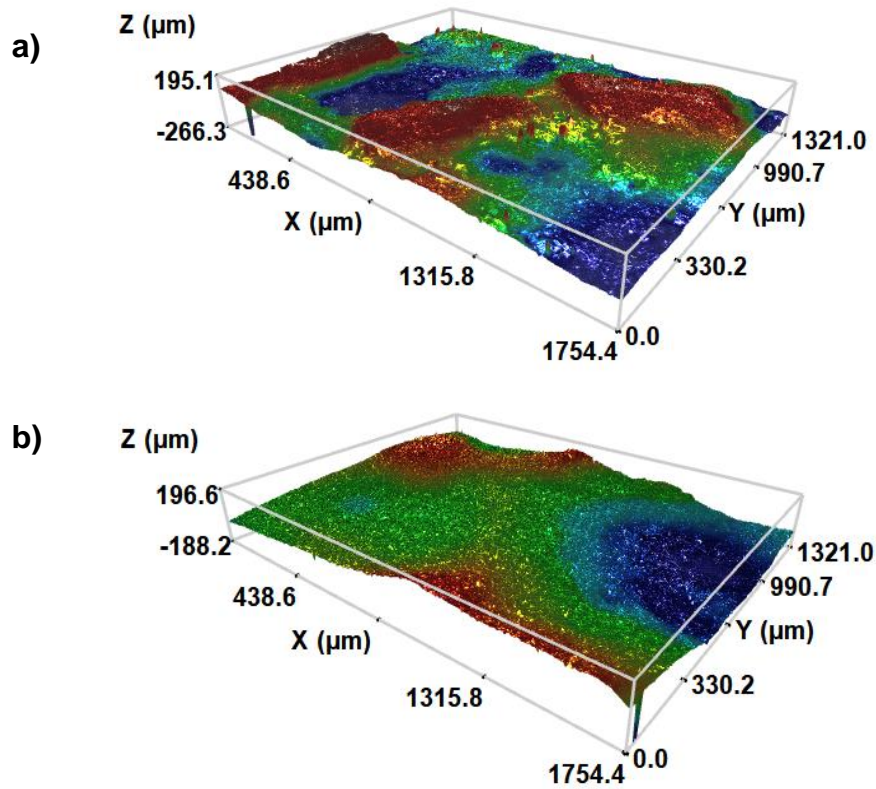 a)
Z (µm)
195.1
-266.3
438.6
X (µm)
1315.8
1754.4
0.0
330.2
Y (µm)
990.7
1321.0
b)
Z (µm)
196.6
-188.2
438.6
X (µm)
1315.8
1754.4
0.0
330.2
Y (µm)
990.7
1321.0